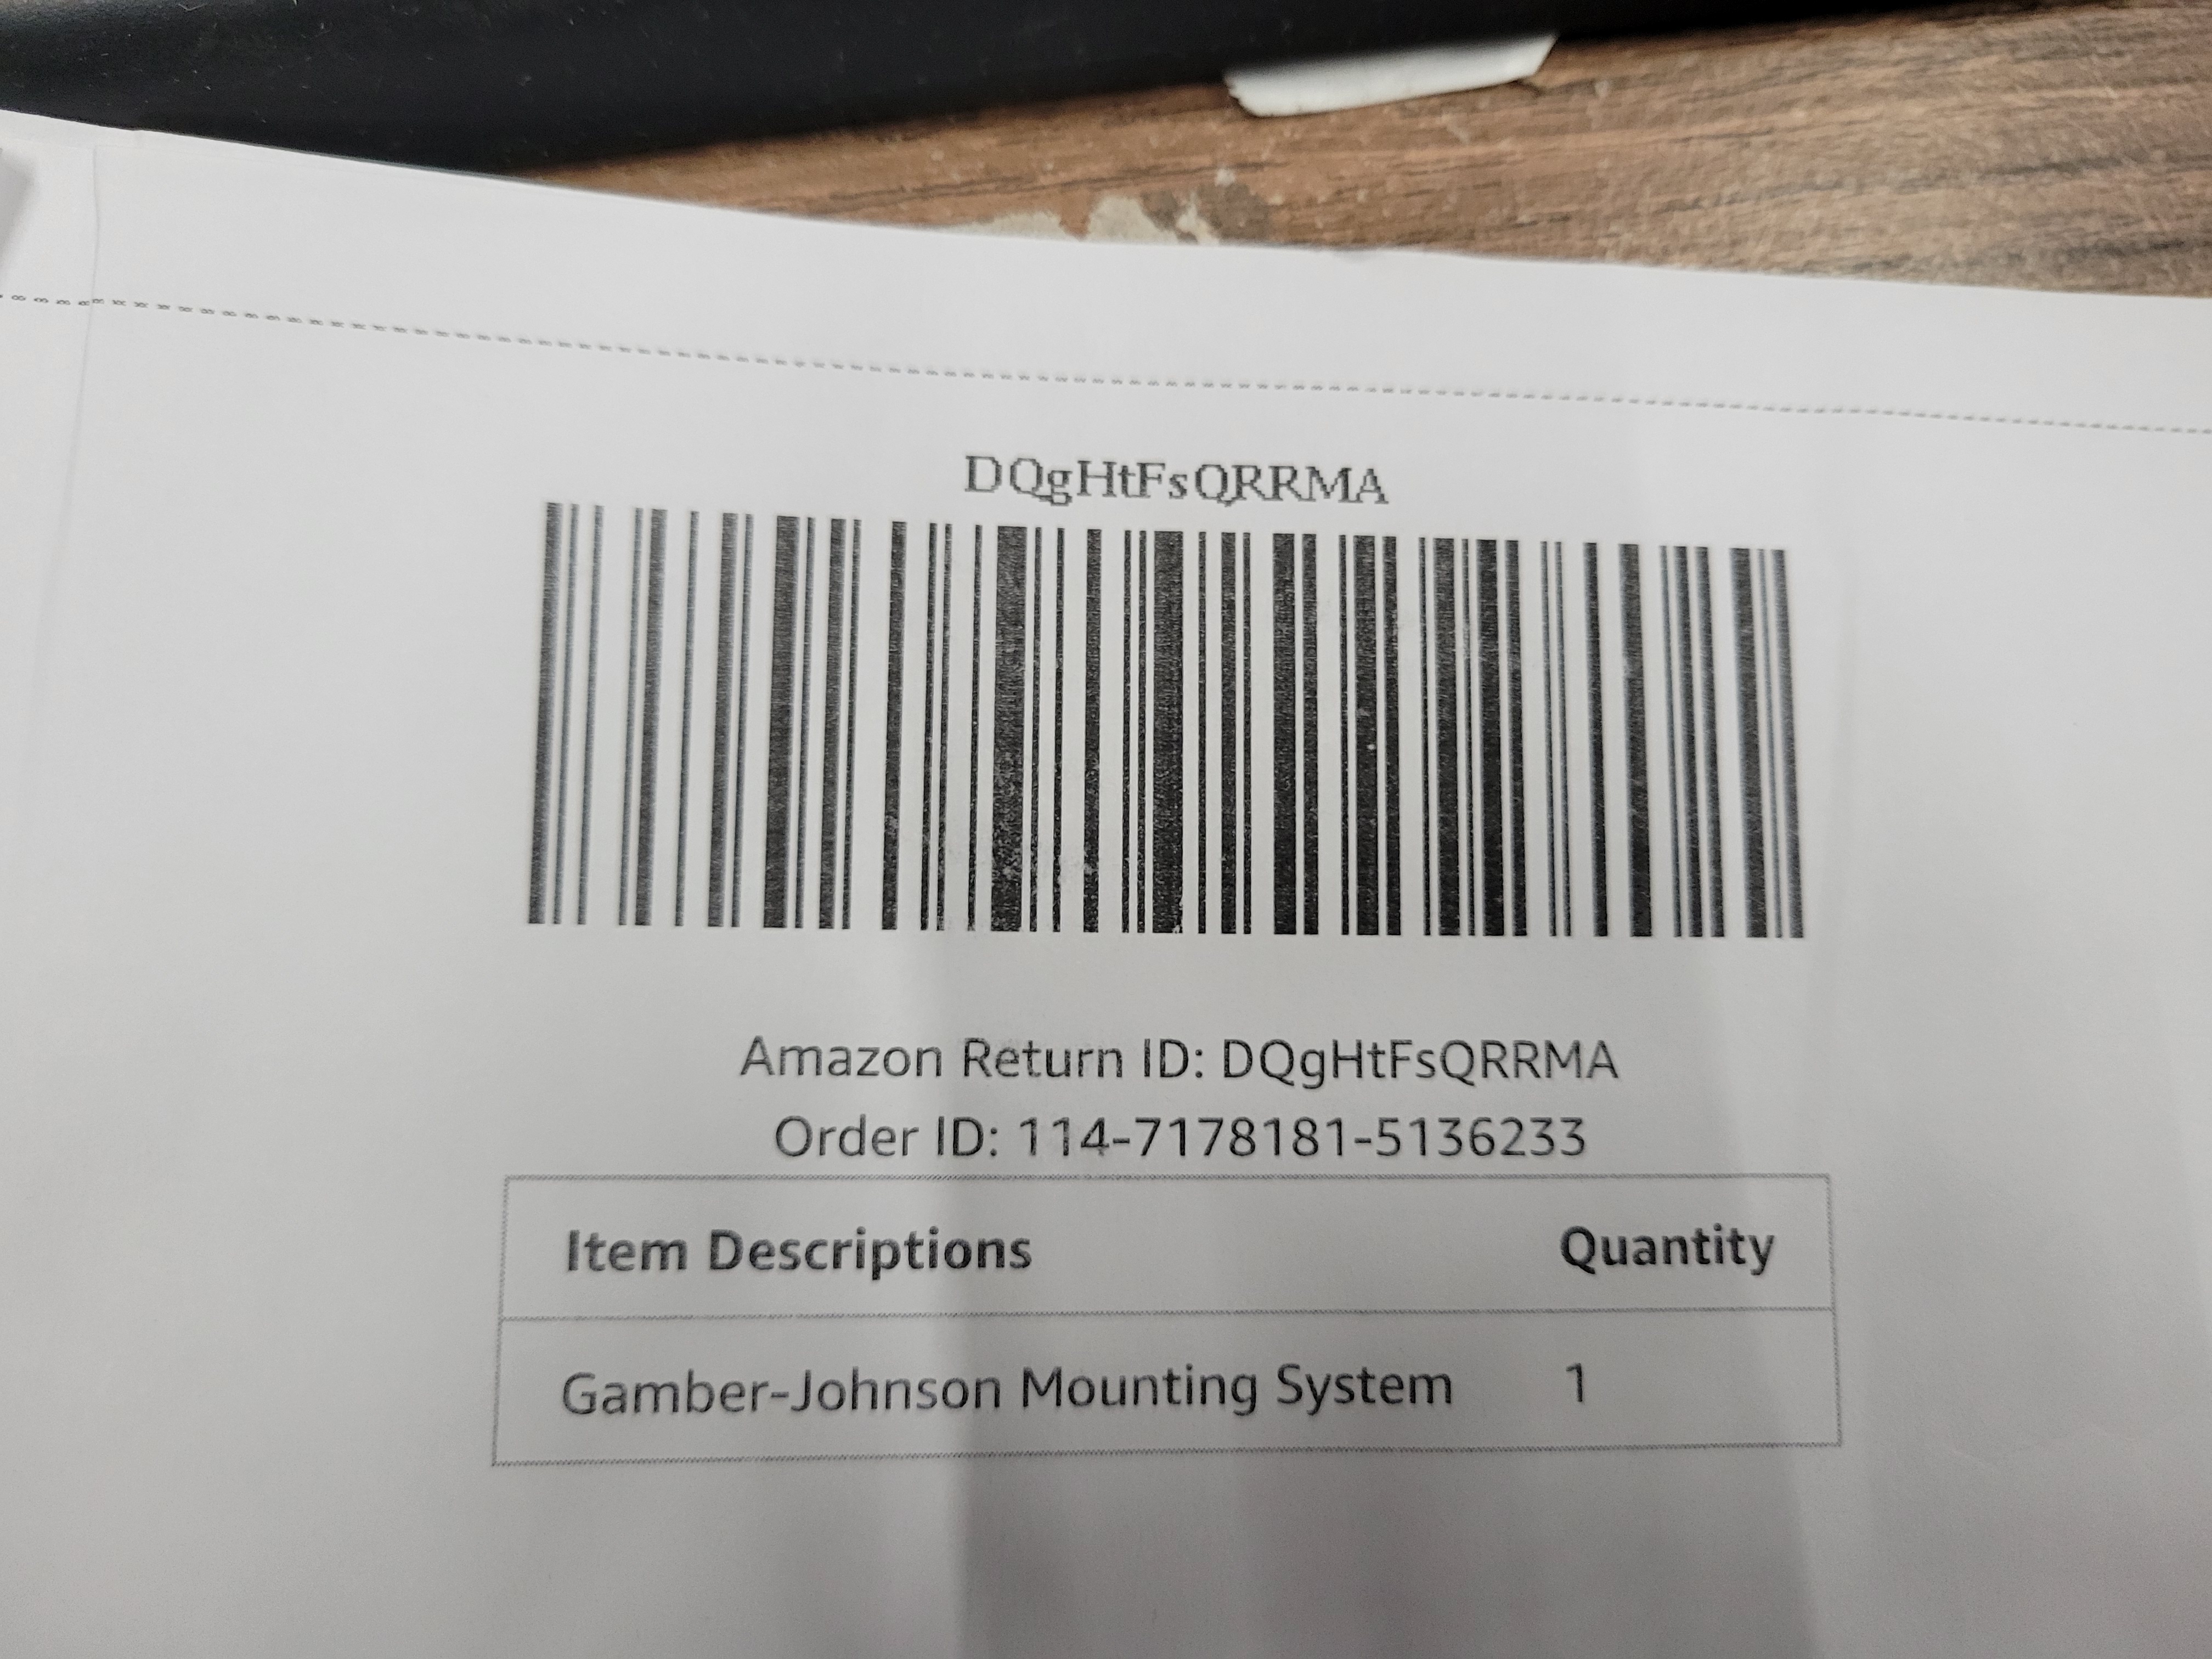 DQgHtFsQRRMA
Amazon Return ID: DQgHtFsQRRMA
Order ID: 114-7178181-5136233
Item Descriptions Quantity
Gamber-Johnson Mounting System 1